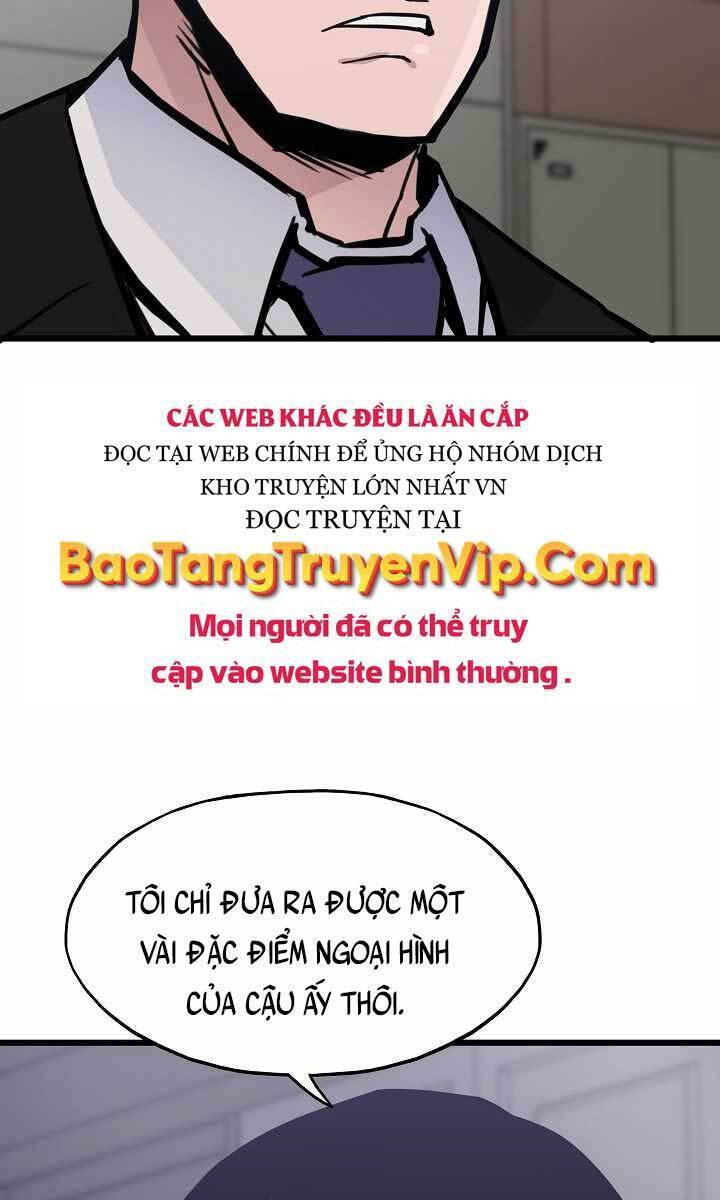 CÁC WEB KHÁC ĐỀU LÀ ĂN CẮP
ĐỌC TẠI WEB CHÍNH ĐỂ ỦNG HỘ NHÓM DỊCH
KHO TRUYỆN LỚN NHẤT VN
ĐỌC TRUYỆN TẠI
BaoTangTruyenVip.Com
Mọi người đã có thể truy
cập vào website bình thường .
TÔI CHỈ ĐƯA RA ĐƯỢC MỘT
VÀI ĐẶC ĐIỂM NGOẠI HÌNH
CỦA CẬU ẤY THÔI.